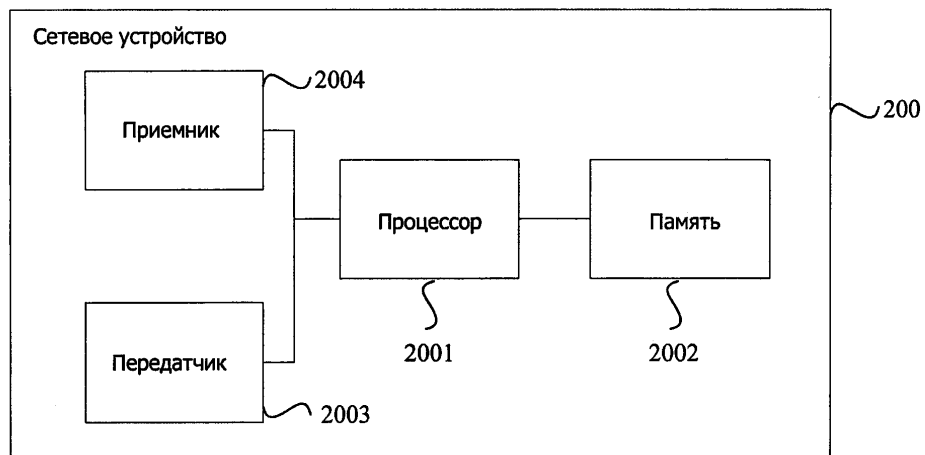 Сетевое устройство
2004
Приемник
200
Процессор
Память
2001
2002
Передатчик
2003